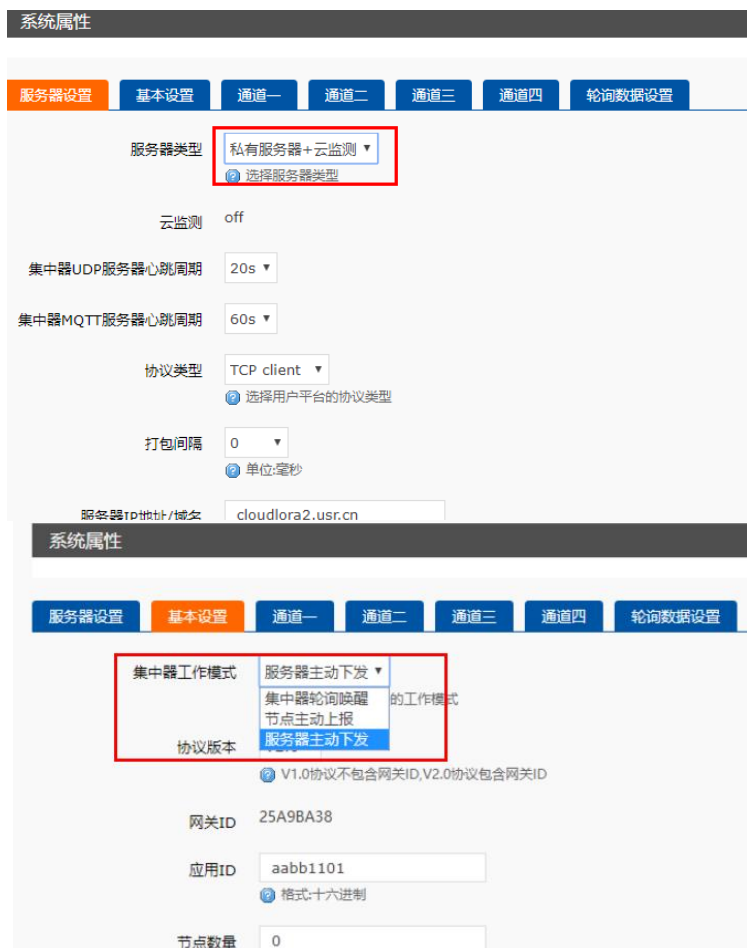 系统属性
服务器设置 基本设置 通道一 通道二 通道三 通道四 轮询数据设置
服务器类型 私有服务器+云监测
选择服务器类型
云监测 off
集中器UDP服务器心跳周期 20s
集中器MQTT服务器心跳周期 60s
协议类型 TCP client
选择用户平台的协议类型
打包间隔 0
单位:毫秒
服务器IP地址/域名 cloudlora2.usr.cn
系统属性
服务器设置 基本设置 通道一 通道二 通道三 通道四 轮询数据设置
集中器工作模式 服务器主动下发
集中器轮询唤醒 的工作模式
节点主动上报
服务器主动下发
协议版本
V1.0协议不包含网关ID,V2.0协议包含网关ID
网关ID 25A9BA38
应用ID aabb1101
格式:十六进制
节点数量 0